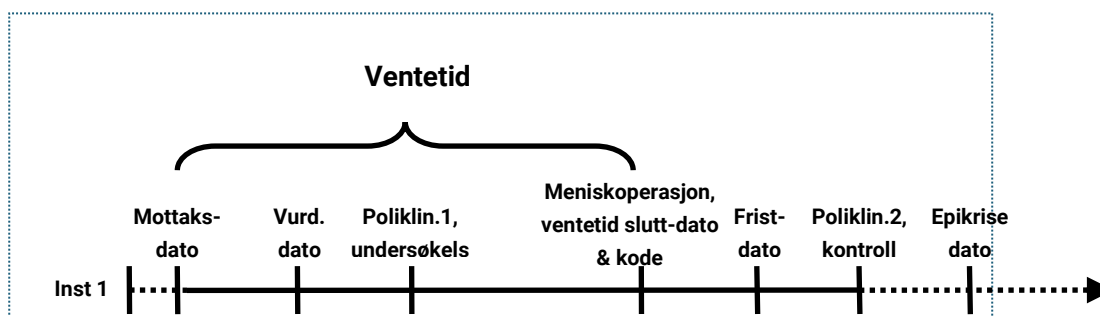 Ventetid
Meniskoperasjon,
ventetid slutt-dato
& kode
Mottaks-
dato
Vurd.
dato
Poliklin.1,
undersøkels
Frist-
dato
Poliklin.2,
kontroll
Epikrise
dato
Inst 1